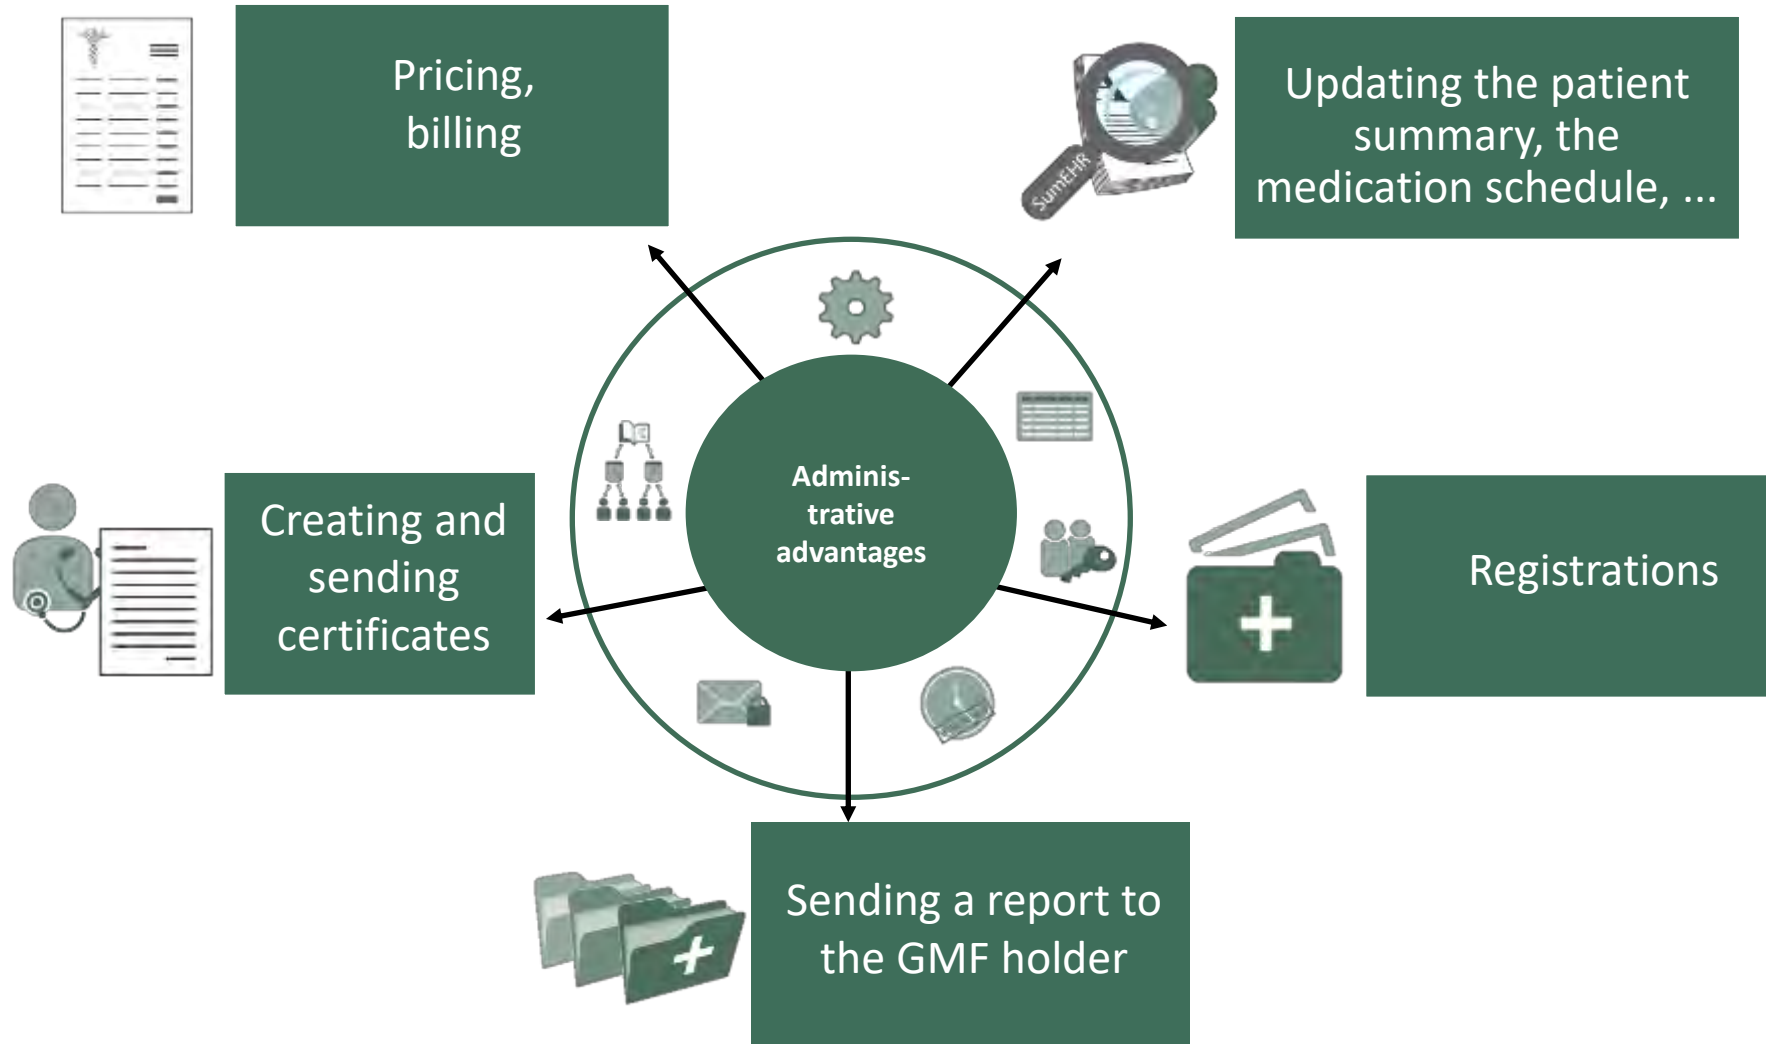 Pricing,
billing
SumEHR
Updating the patient
summary, the
medication schedule, ...
Adminis-
trative
advantages
Creating and
sending
certificates
Registrations
Sending a report to
the GMF holder